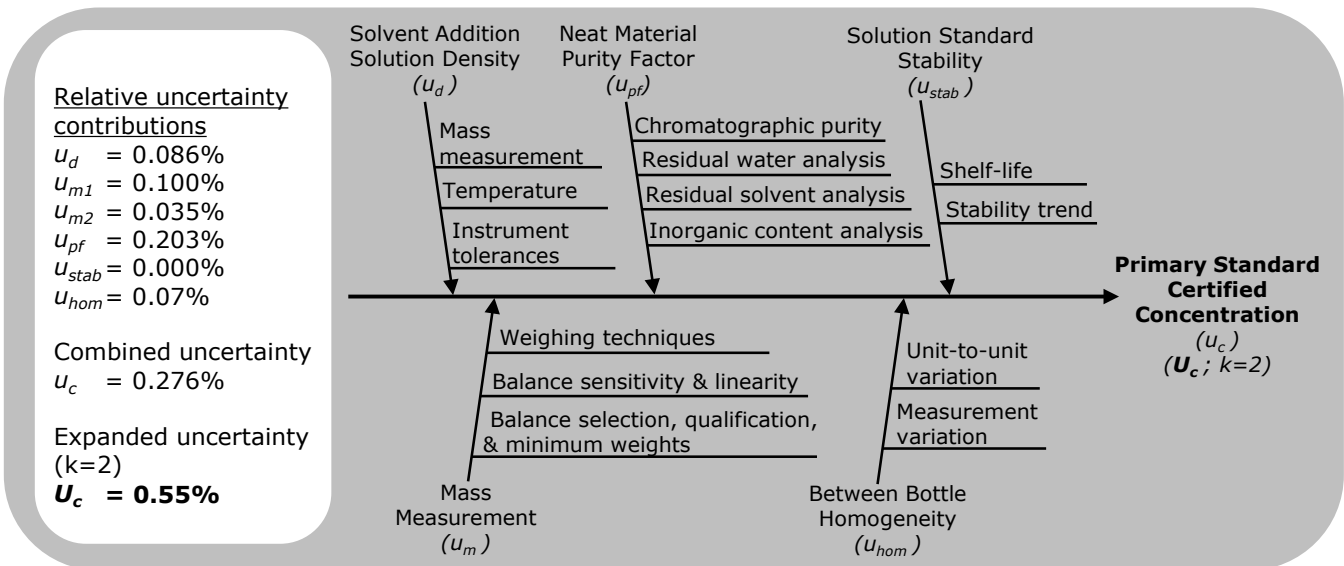 Relative uncertainty
contributions
u_d = 0.086%
u_m1 = 0.100%
u_m2 = 0.035%
u_pf = 0.203%
u_stab = 0.000%
u_hom = 0.07%
Combined uncertainty
u_c = 0.276%
Expanded uncertainty
(k=2)
U_c = 0.55%
Solvent Addition
Solution Density
(u_d)
Mass
measurement
Temperature
Instrument
tolerances
Neat Material
Purity Factor
(u_pf)
Chromatographic purity
Residual water analysis
Residual solvent analysis
Inorganic content analysis
Solution Standard
Stability
(u_stab)
Shelf-life
Stability trend
Weighing techniques
Balance sensitivity & linearity
Balance selection, qualification,
& minimum weights
Mass
Measurement
(u_m)
Unit-to-unit
variation
Measurement
variation
Between Bottle
Homogeneity
(u_hom)
Primary Standard
Certified
Concentration
(u_c)
(U_c; k=2)